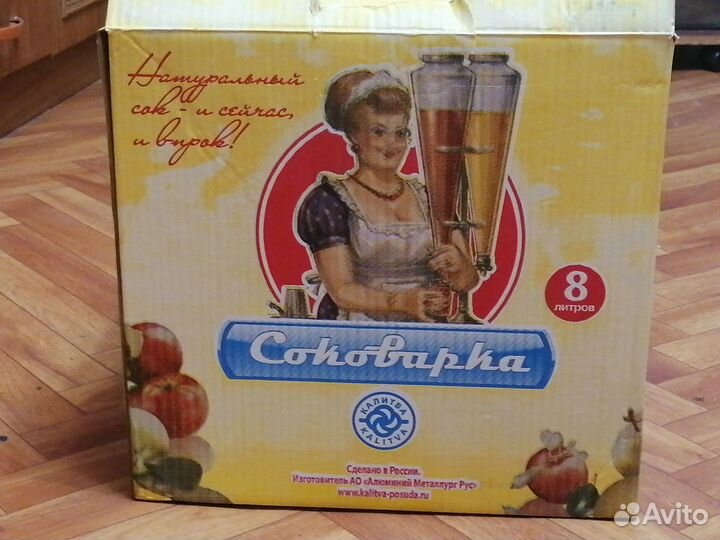 Натуральный
сок - и сейчас,
и впрок!
8
литров
Соковарка
КАЛИТВА
KALITVA
Сделано в России.
Изготовитель АО «Алюминий Металлург Рус»
www.kalitva-posuda.ru
Avito